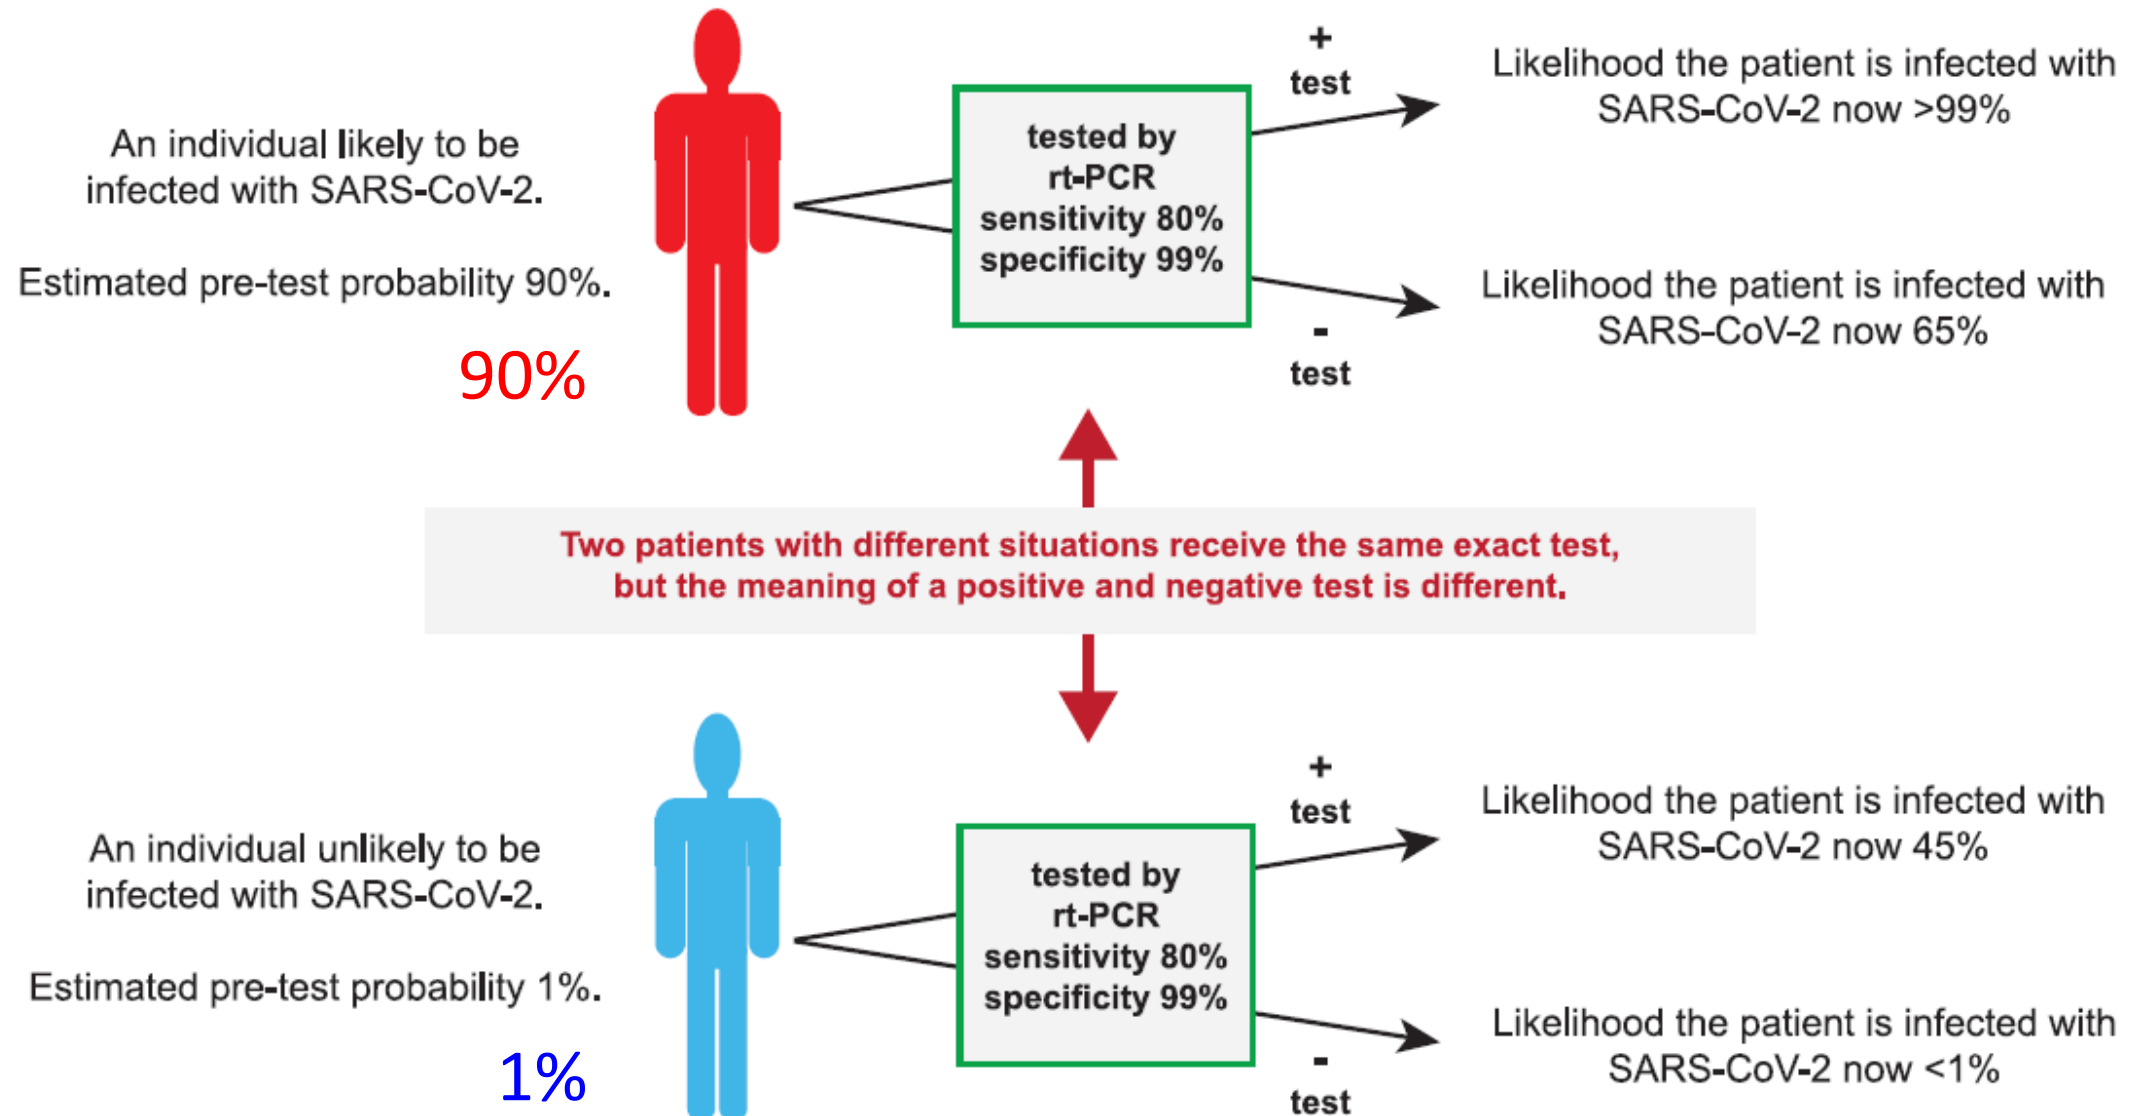 An individual likely to be
infected with SARS-CoV-2.
Estimated pre-test probability 90%.
90%
tested by
rt-PCR
sensitivity 80%
specificity 99%
+
test
Likelihood the patient is infected with
SARS-CoV-2 now >99%
-
test
Likelihood the patient is infected with
SARS-CoV-2 now 65%
Two patients with different situations receive the same exact test,
but the meaning of a positive and negative test is different.
An individual unlikely to be
infected with SARS-CoV-2.
Estimated pre-test probability 1%.
1%
tested by
rt-PCR
sensitivity 80%
specificity 99%
+
test
Likelihood the patient is infected with
SARS-CoV-2 now 45%
-
test
Likelihood the patient is infected with
SARS-CoV-2 now <1%